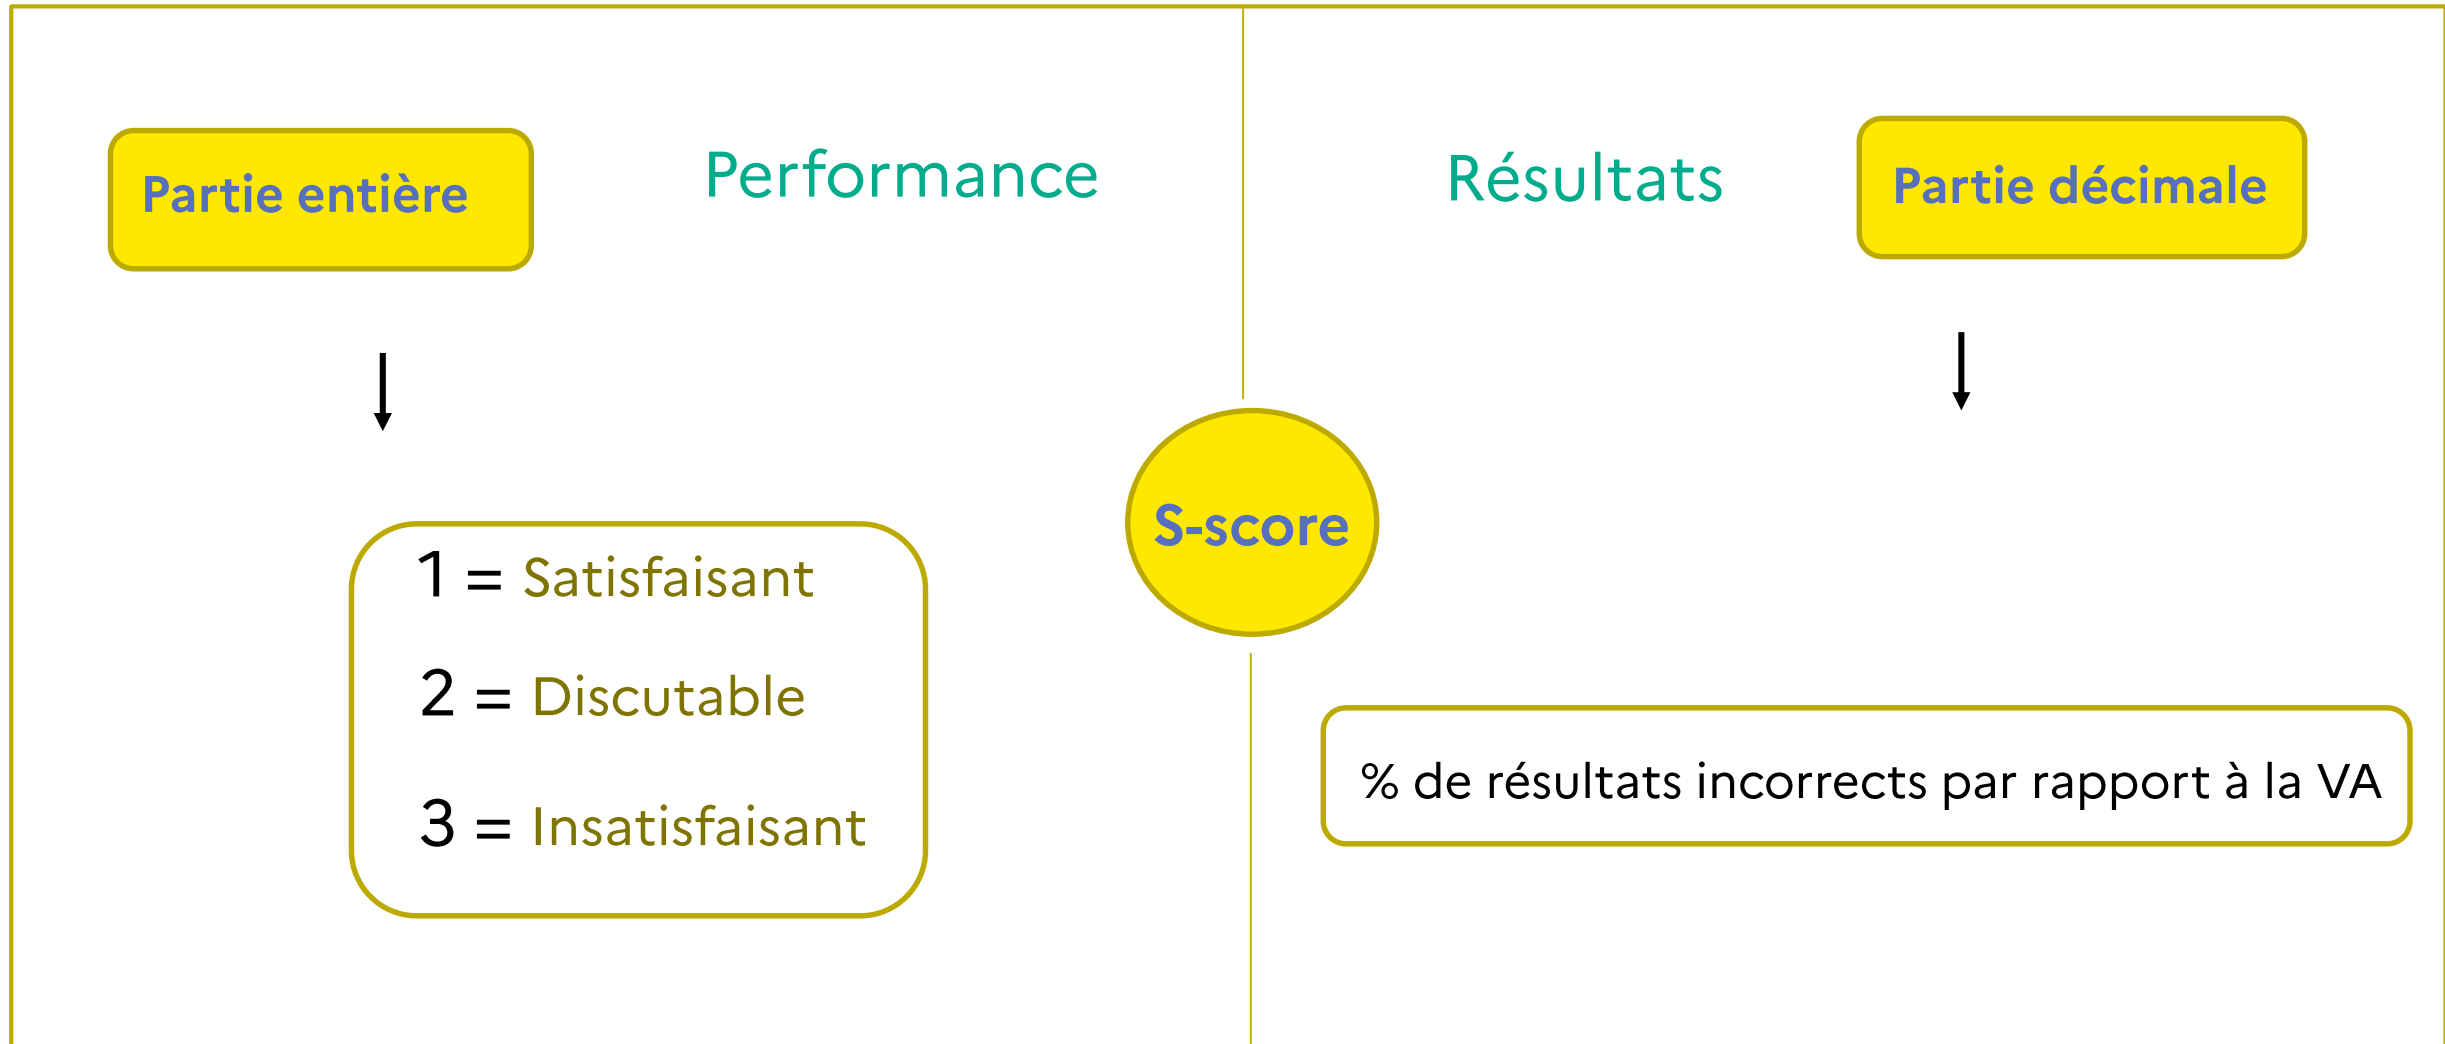 Partie entière
Performance
Résultats
Partie décimale
S-score
1 = Satisfaisant
2 = Discutable
3 = Insatisfaisant
% de résultats incorrects par rapport à la VA